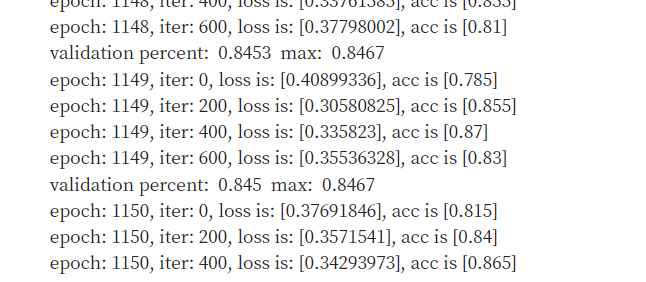 epoch: 1148, iter: 400, loss is: [0.33761585], acc is [0.855]
epoch: 1148, iter: 600, loss is: [0.37798002], acc is [0.81]
validation percent:  0.8453  max:  0.8467
epoch: 1149, iter: 0, loss is: [0.40899336], acc is [0.785]
epoch: 1149, iter: 200, loss is: [0.30580825], acc is [0.855]
epoch: 1149, iter: 400, loss is: [0.335823], acc is [0.87]
epoch: 1149, iter: 600, loss is: [0.35536328], acc is [0.83]
validation percent:  0.845  max:  0.8467
epoch: 1150, iter: 0, loss is: [0.37691846], acc is [0.815]
epoch: 1150, iter: 200, loss is: [0.3571541], acc is [0.84]
epoch: 1150, iter: 400, loss is: [0.34293973], acc is [0.865]